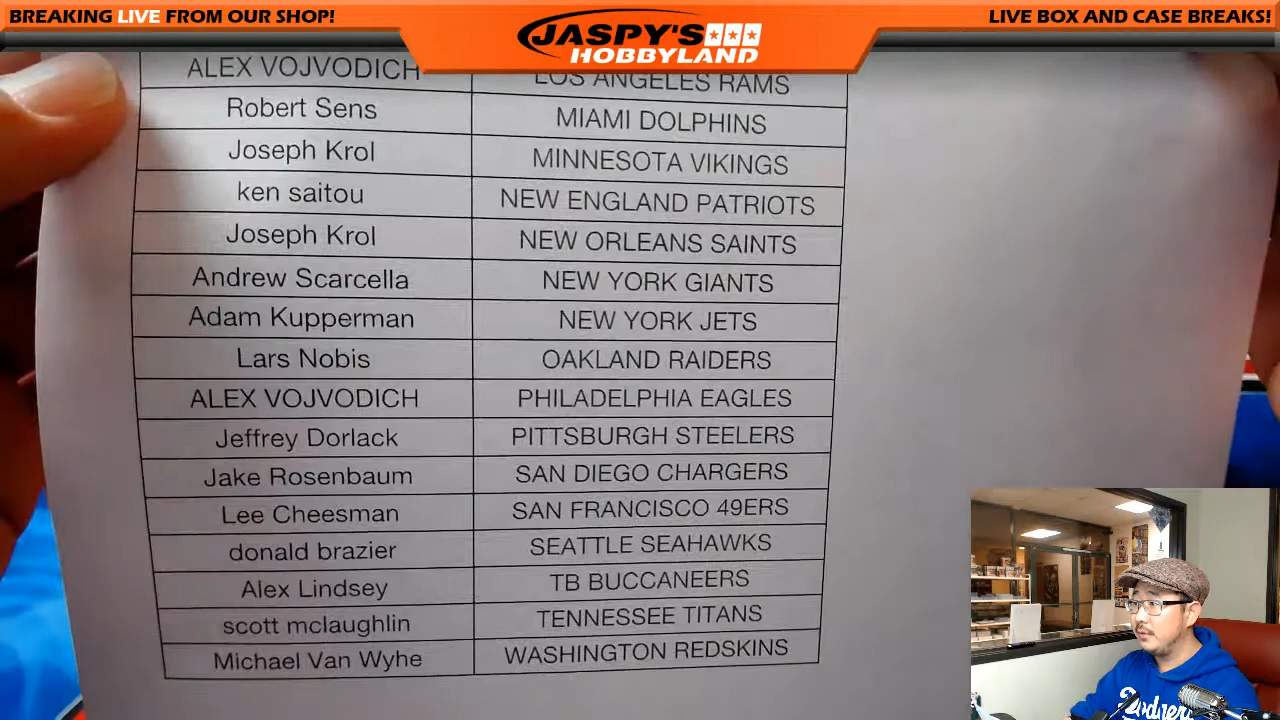 BREAKING LIVE FROM OUR SHOP!
JASPY'S
HOBBYLAND
LIVE BOX AND CASE BREAKS!
ALEX VOJVODICH LOS ANGELES RAMS
Robert Sens MIAMI DOLPHINS
Joseph Krol MINNESOTA VIKINGS
ken saitou NEW ENGLAND PATRIOTS
Joseph Krol NEW ORLEANS SAINTS
Andrew Scarcella NEW YORK GIANTS
Adam Kupperman NEW YORK JETS
Lars Nobis OAKLAND RAIDERS
ALEX VOJVODICH PHILADELPHIA EAGLES
Jeffrey Dorlack PITTSBURGH STEELERS
Jake Rosenbaum SAN DIEGO CHARGERS
Lee Cheesman SAN FRANCISCO 49ERS
donald brazier SEATTLE SEAHAWKS
Alex Lindsey TB BUCCANEERS
scott mclaughlin TENNESSEE TITANS
Michael Van Wyhe WASHINGTON REDSKINS
Dodgers